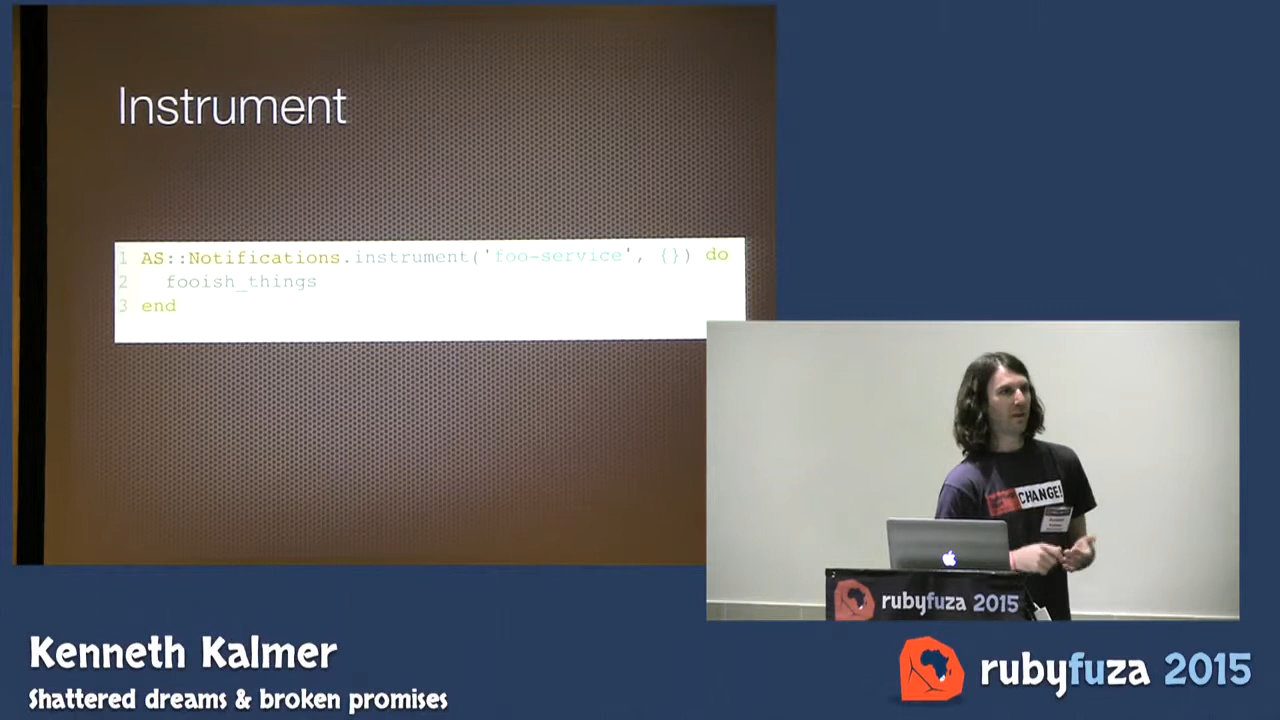 Instrument
1 AS::Notifications.instrument('foo-service', {}) do
2 fooish_things
3 end
CHANGE!
rubyfuza 2015
Kenneth Kalmer
Shattered dreams & broken promises
rubyfuza 2015